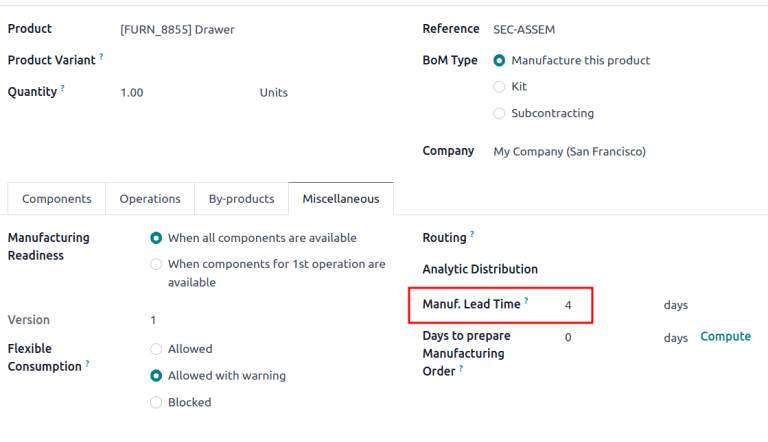 Product [FURN_8855] Drawer
Reference SEC-ASSEM
Product Variant ?
BoM Type Manufacture this product
Kit
Subcontracting
Quantity ? 1.00 Units
Company My Company (San Francisco)
Components Operations By-products Miscellaneous
Manufacturing
Readiness
When all components are available
When components for 1st operation are
available
Version 1
Flexible
Consumption ?
Allowed
Allowed with warning
Blocked
Routing ?
Analytic Distribution
Manuf. Lead Time ? 4 days
Days to prepare
Manufacturing
Order ?
0 days Compute